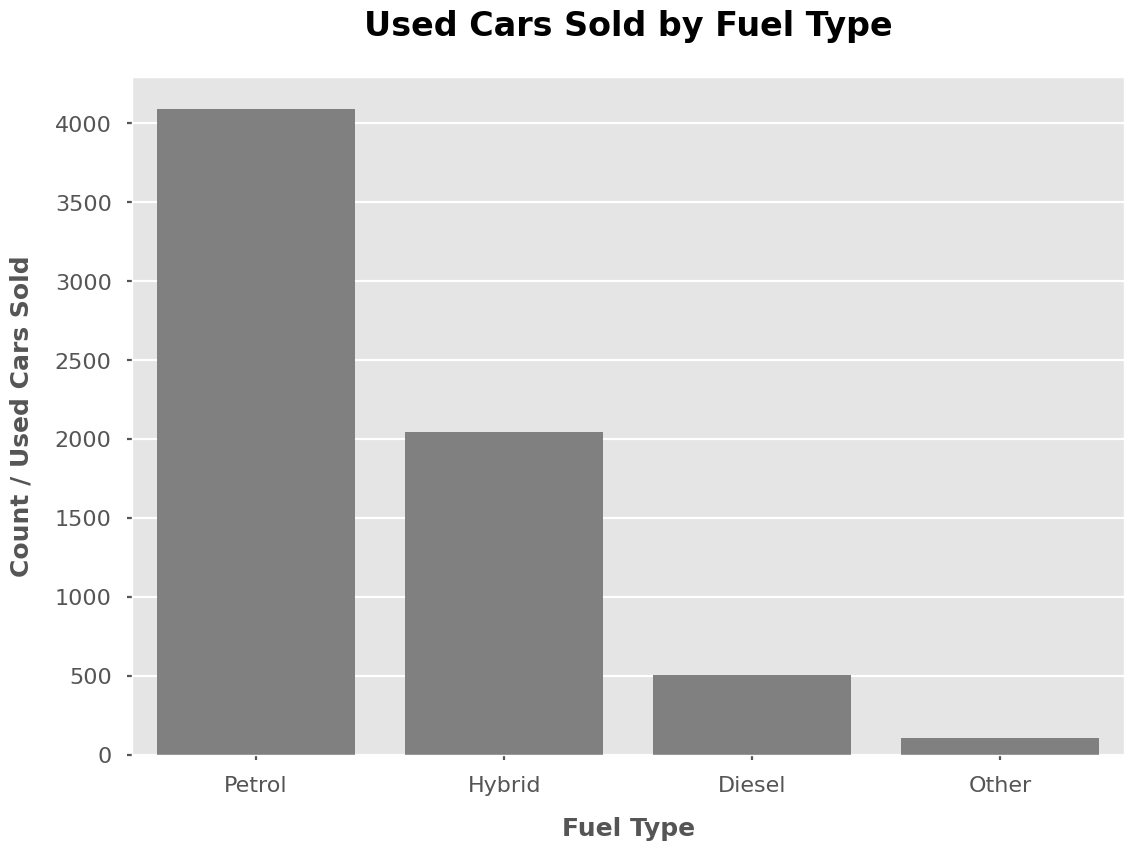 Used Cars Sold by Fuel Type
Count / Used Cars Sold
4000
3500
3000
2500
2000
1500
1000
500
0
Petrol Hybrid Diesel Other
Fuel Type